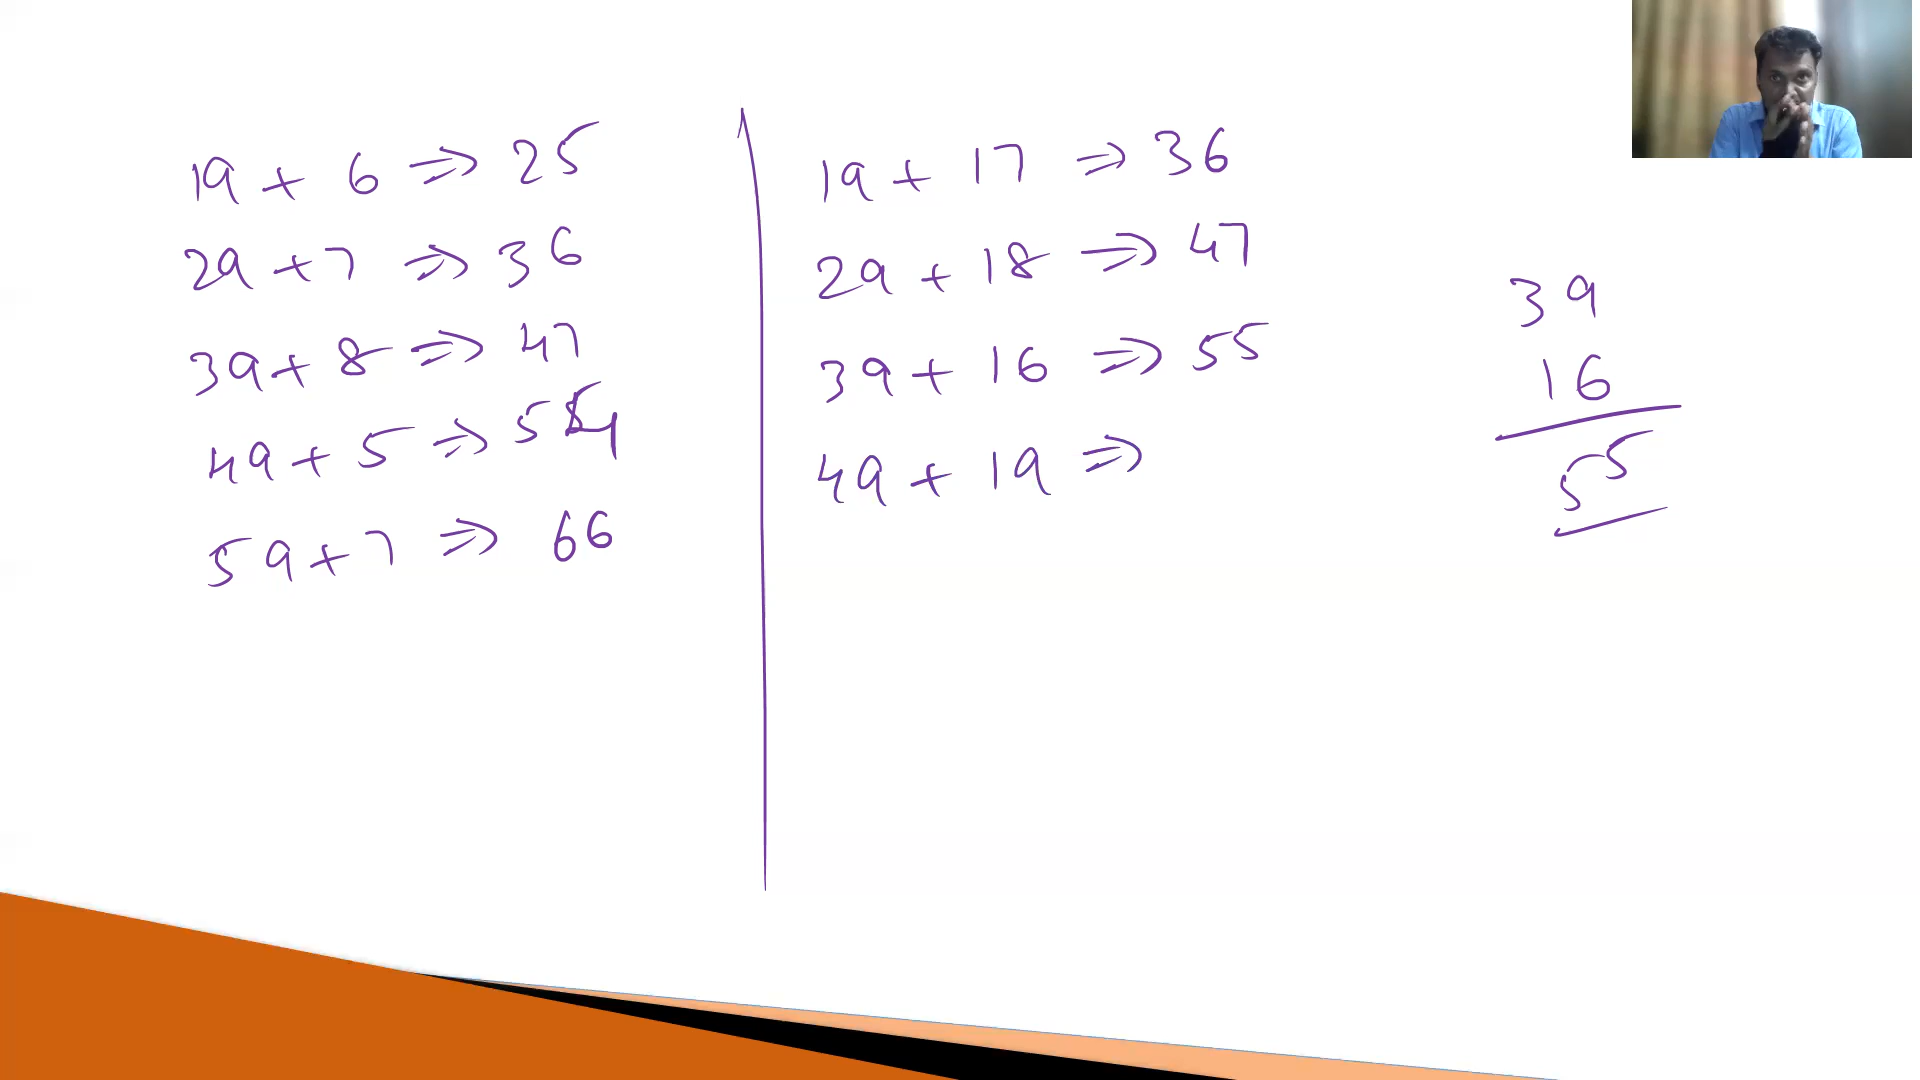 19 + 6 ⇒ 25
29 + 7 ⇒ 36
39 + 8 ⇒ 47
49 + 5 ⇒ 54
59 + 7 ⇒ 66
19 + 17 ⇒ 36
29 + 18 ⇒ 47
39 + 16 ⇒ 55
49 + 19 ⇒
39
16
55